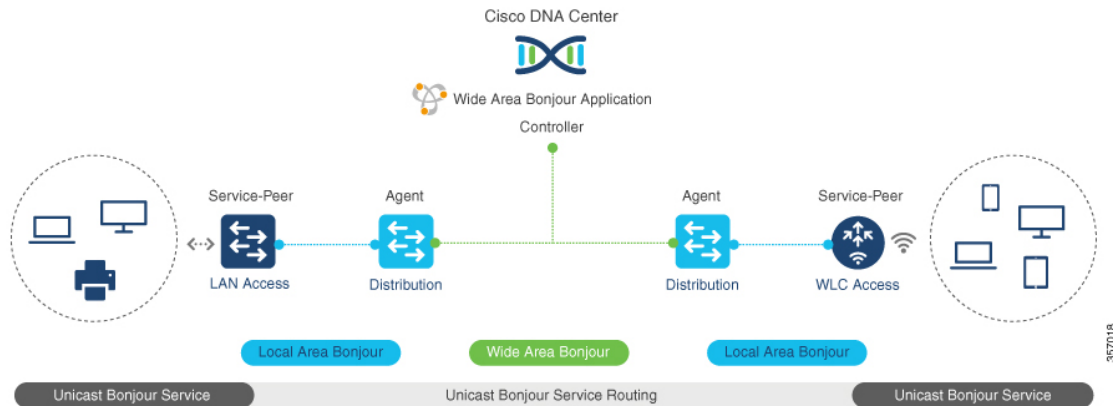 Cisco DNA Center
Wide Area Bonjour Application
Controller
Service-Peer
Agent
Agent
Service-Peer
LAN Access
Distribution
Distribution
WLC Access
Local Area Bonjour
Wide Area Bonjour
Local Area Bonjour
357018
Unicast Bonjour Service
Unicast Bonjour Service Routing
Unicast Bonjour Service